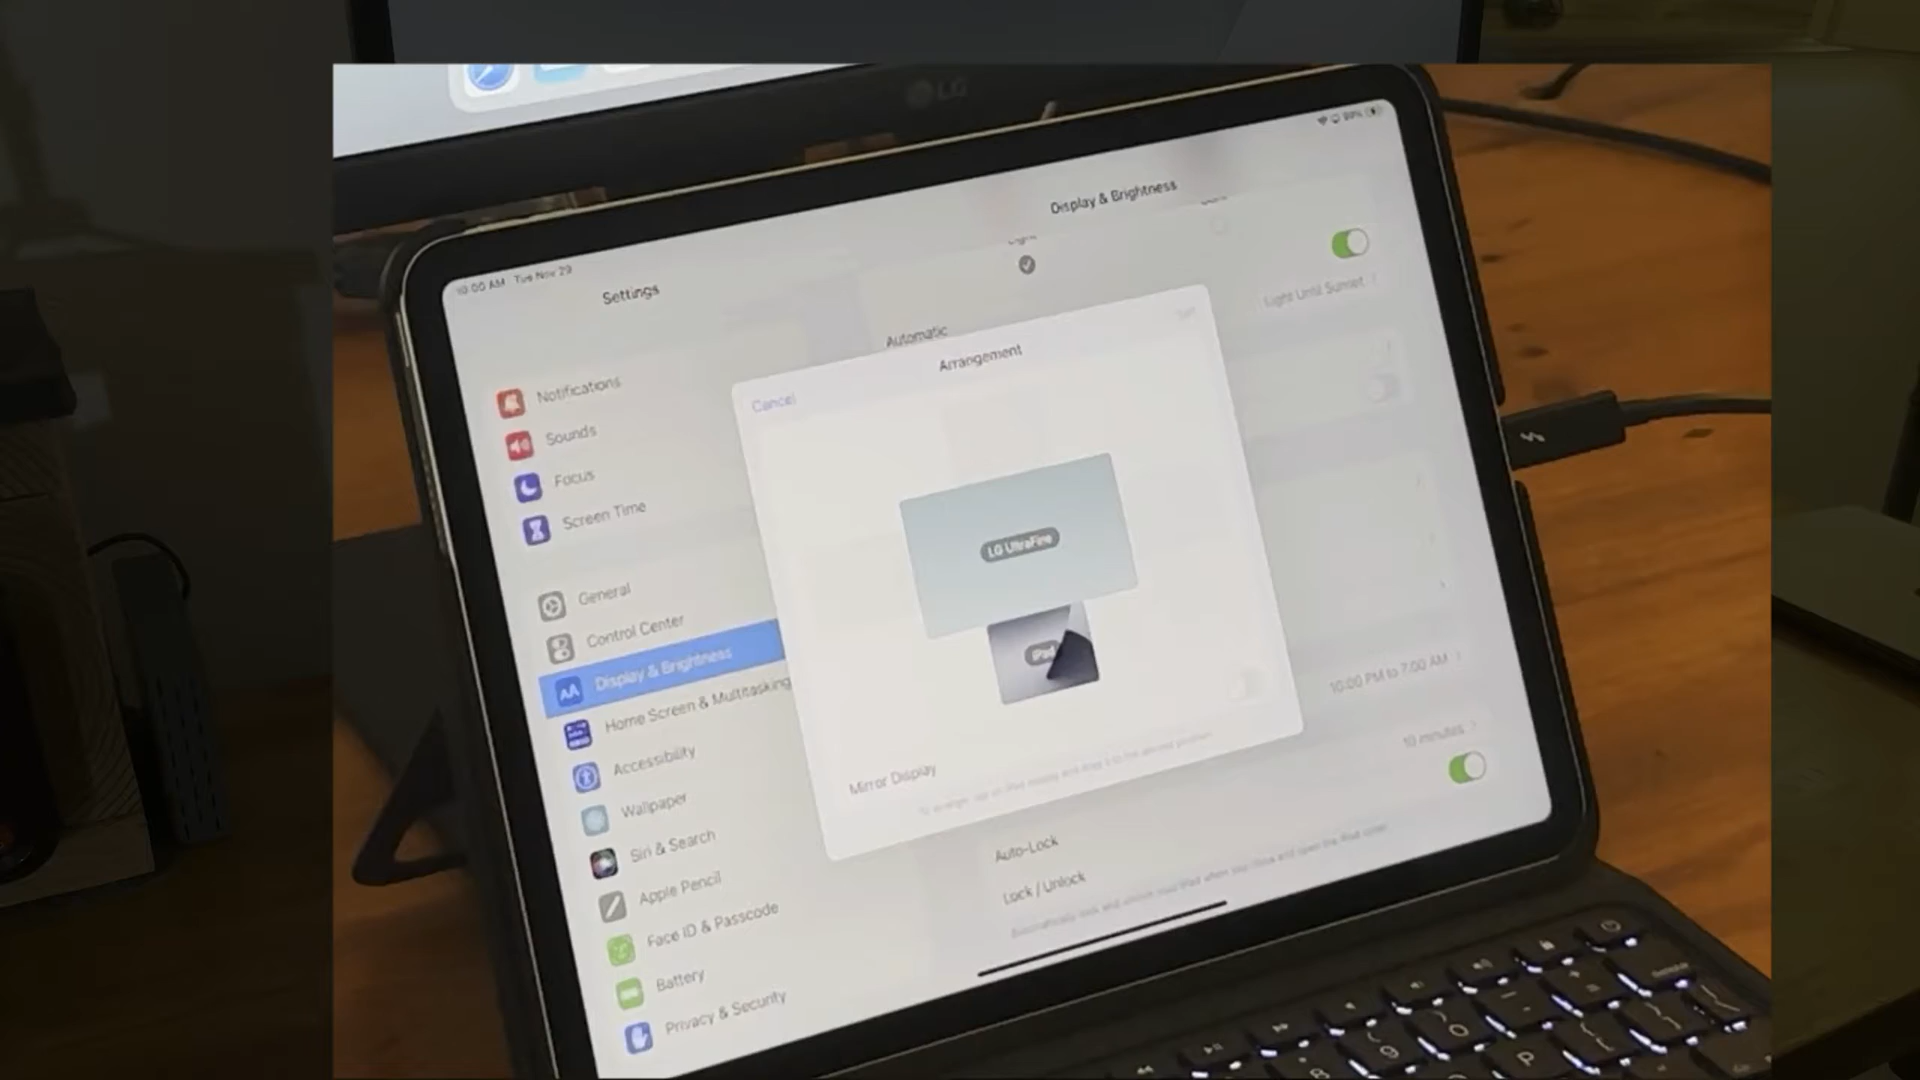 LG
10:00 AM Tue Nov 29
Settings
Notifications
Sounds
Focus
Screen Time
General
Control Center
Display & Brightness
Home Screen & Multitasking
Accessibility
Wallpaper
Siri & Search
Apple Pencil
Face ID & Passcode
Battery
Privacy & Security
Display & Brightness
Light
Automatic
Light Until Sunset
Cancel
Arrangement
LG UltraFine
iPad
Mirror Display
10:00 PM to 7:00 AM
Auto-Lock
10 minutes
Lock / Unlock